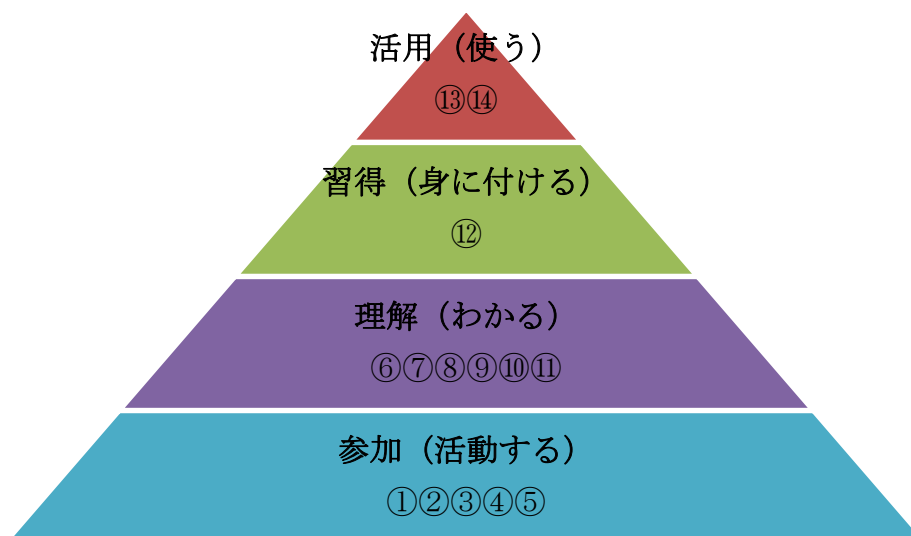 活用（使う）
⑬⑭
習得（身に付ける）
⑫
理解（わかる）
⑥⑦⑧⑨⑩⑪
参加（活動する）
①②③④⑤